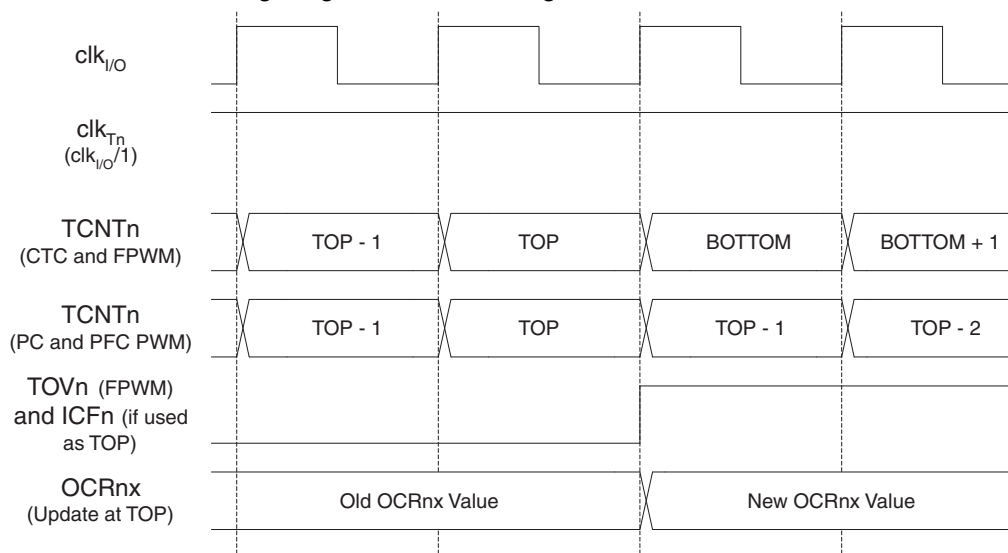 clkI/O
clkTn
(clkI/O/1)
TCNTn
(CTC and FPWM)
TOP - 1
TOP
BOTTOM
BOTTOM + 1
TCNTn
(PC and PFC PWM)
TOP - 1
TOP
TOP - 1
TOP - 2
TOVn (FPWM)
and ICFn (if used
as TOP)
OCRnx
(Update at TOP)
Old OCRnx Value
New OCRnx Value